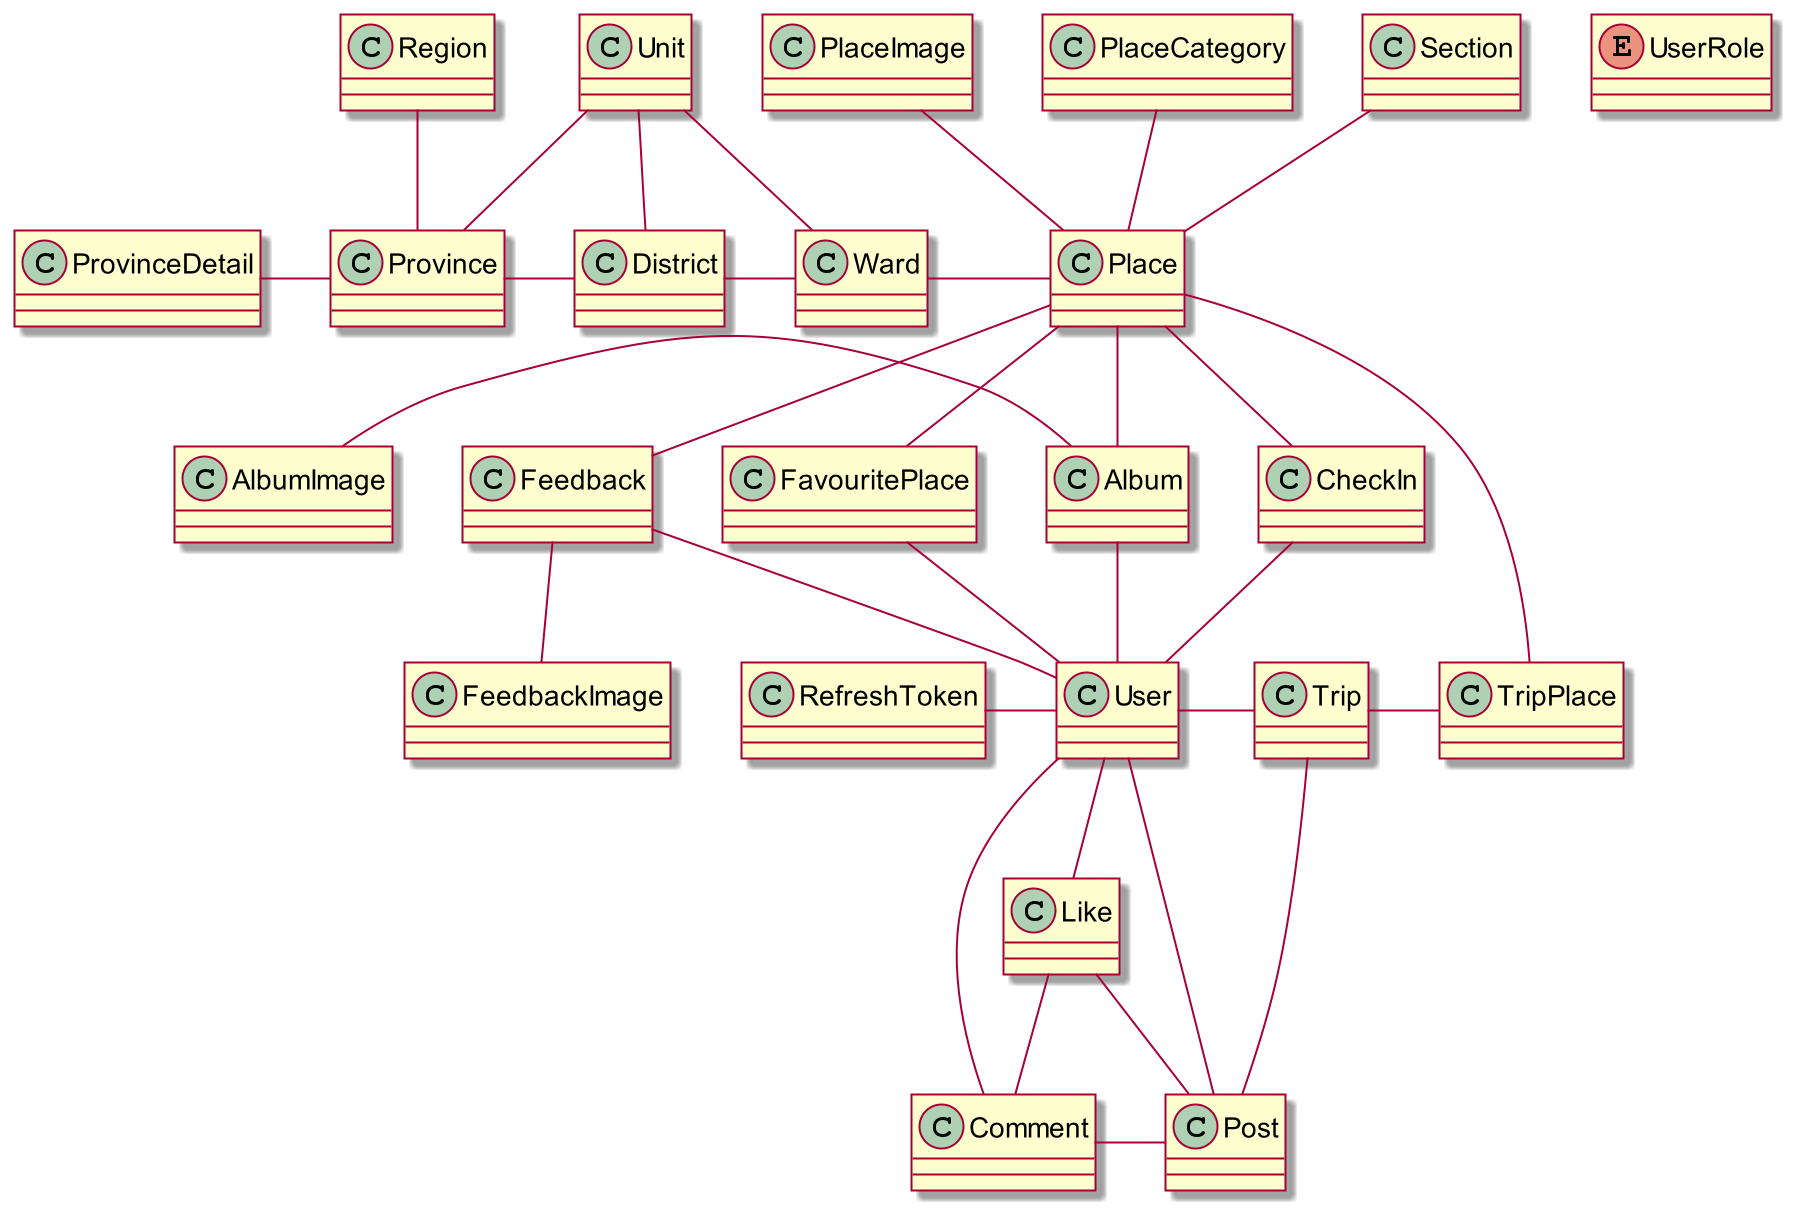 C Region
C Unit
C PlaceImage
C PlaceCategory
C Section
E UserRole
C ProvinceDetail
C Province
C District
C Ward
C Place
C AlbumImage
C Feedback
C FavouritePlace
C Album
C CheckIn
C FeedbackImage
C RefreshToken
C User
C Trip
C TripPlace
C Like
C Comment
C Post